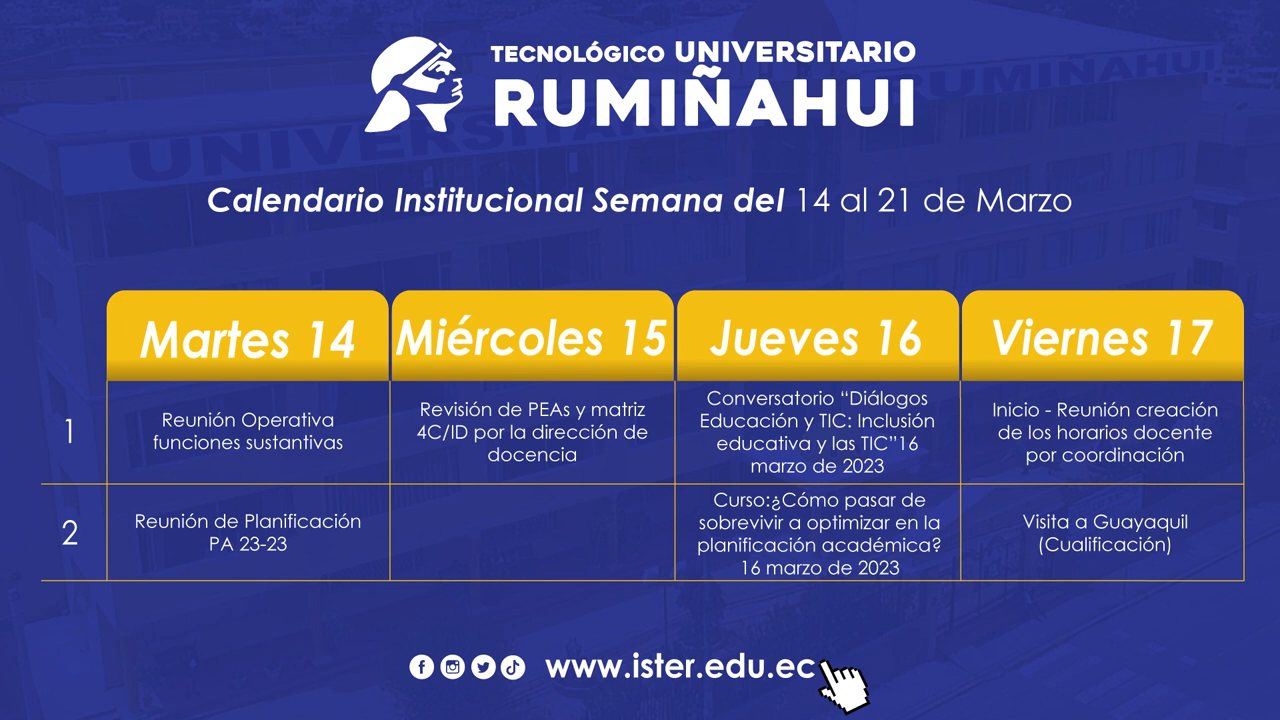 TECNOLÓGICO UNIVERSITARIO
RUMIÑAHUI
UNIVERSITARIO RUMIÑAHUI
Calendario Institucional Semana del 14 al 21 de Marzo
Martes 14
Miércoles 15
Jueves 16
Viernes 17
1
Reunión Operativa
funciones sustantivas
Revisión de PEAs y matriz
4C/ID por la dirección de
docencia
Conversatorio “Diálogos
Educación y TIC: Inclusión
educativa y las TIC”16
marzo de 2023
Inicio - Reunión creación
de los horarios docente
por coordinación
2
Reunión de Planificación
PA 23-23
Curso:¿Cómo pasar de
sobrevivir a optimizar en la
planificación académica?
16 marzo de 2023
Visita a Guayaquil
(Cualificación)
www.ister.edu.ec